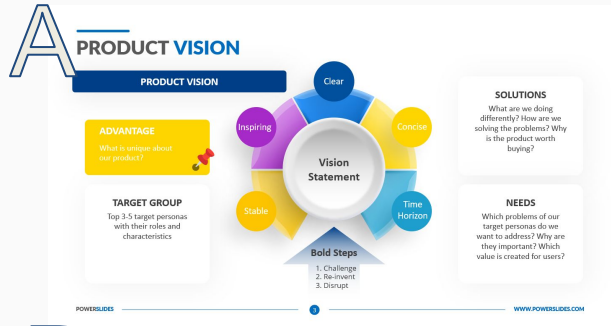 A
PRODUCT VISION
PRODUCT VISION
ADVANTAGE
What is unique about
our product?
TARGET GROUP
Top 3-5 target personas
with their roles and
characteristics
Clear
Inspiring
Concise
Stable
Time
Horizon
Vision
Statement
Bold Steps
1. Challenge
2. Re-invent
3. Disrupt
SOLUTIONS
What are we doing
differently? How are we
solving the problems? Why
is the product worth
buying?
NEEDS
Which problems of our
target personas do we
want to address? Why are
they important? Which
value is created for users?
POWERSLIDES
3
WWW.POWERSLIDES.COM